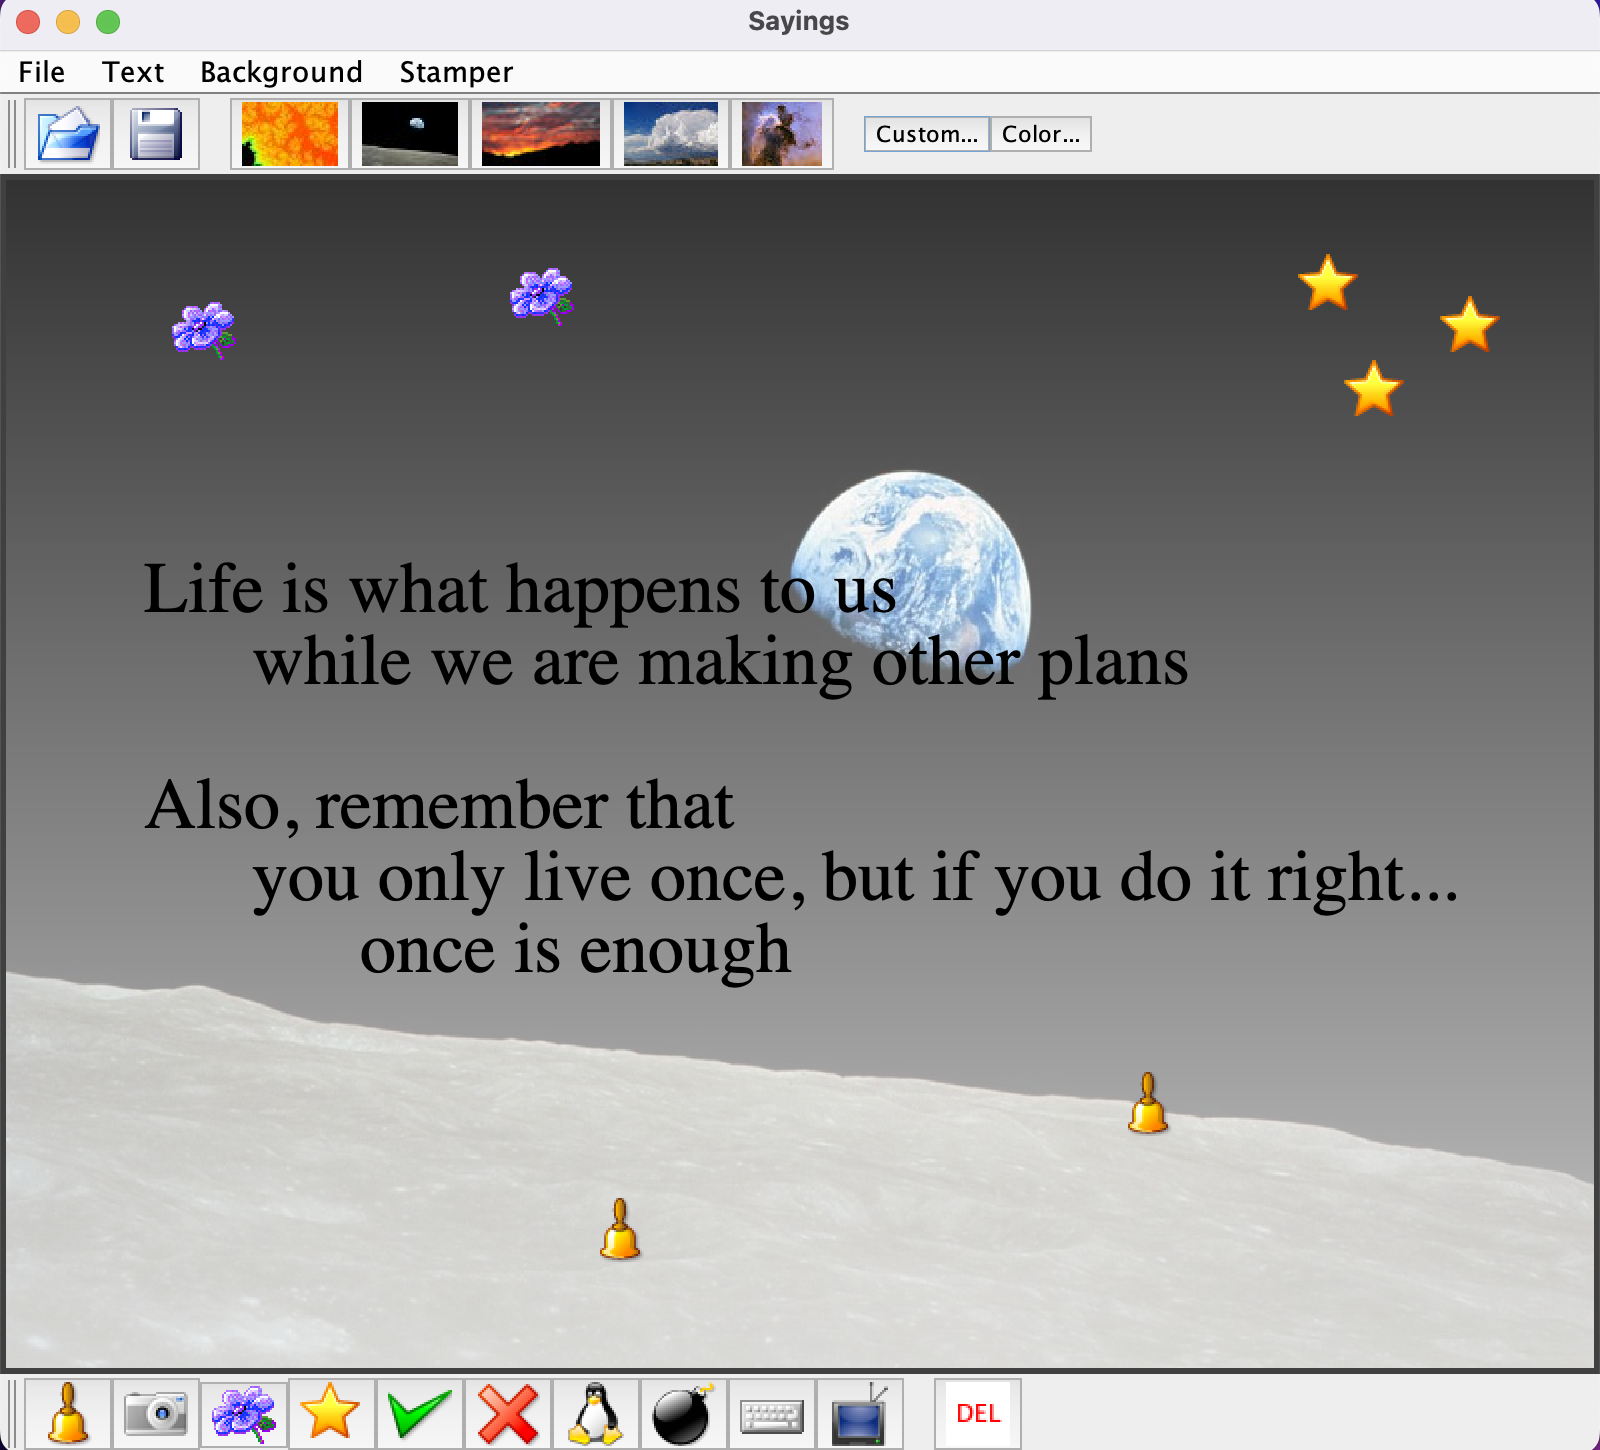 Sayings
File Text Background Stamper
Custom... Color...
Life is what happens to us
while we are making other plans
Also, remember that
you only live once, but if you do it right...
once is enough
DEL